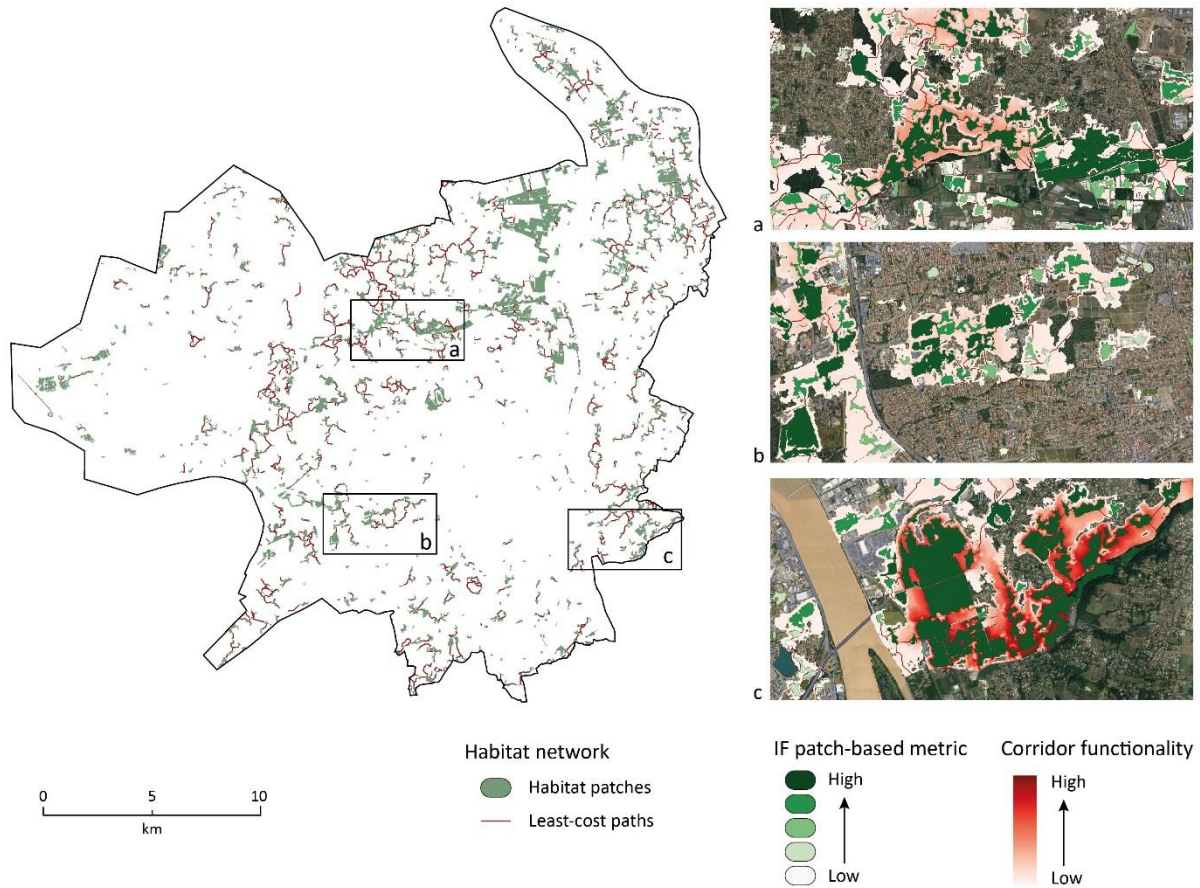 a
b
c
a
b
c
0 5 10
km
Habitat network
Habitat patches
Least-cost paths
IF patch-based metric
High
Low
Corridor functionality
High
Low